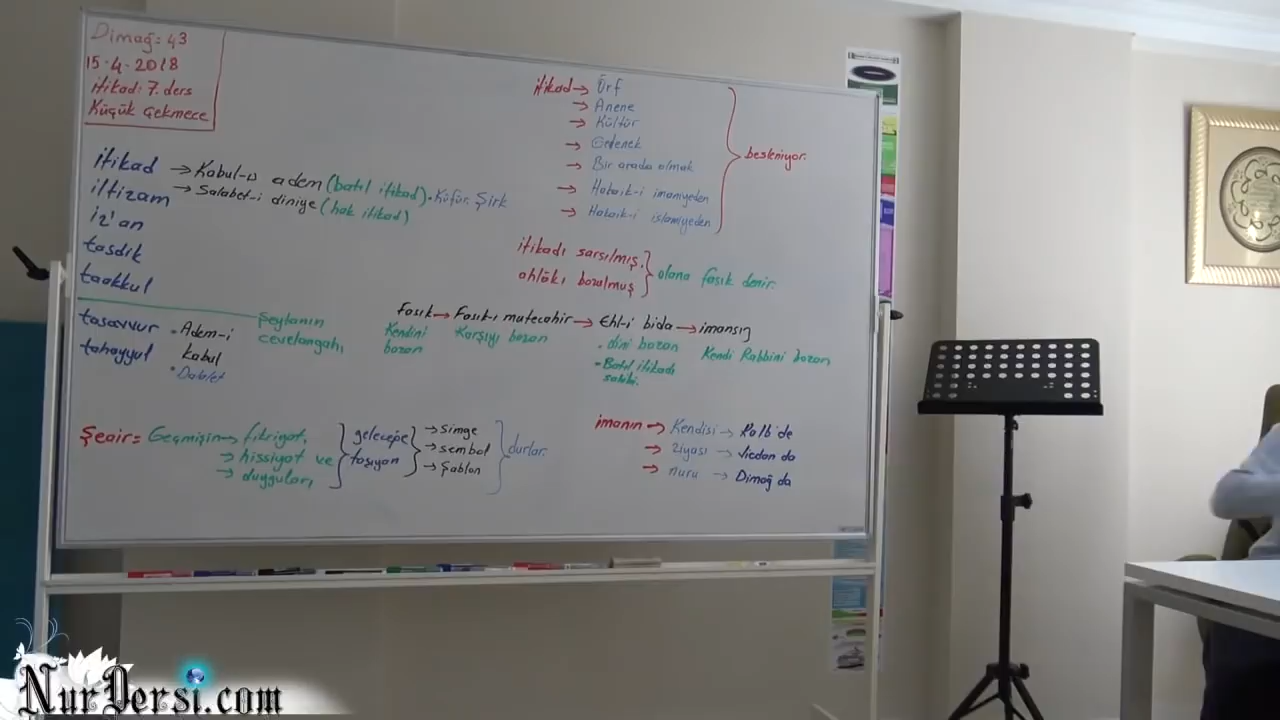 Dimağ: 43
15-4-2018
itikad: 7. ders
Küçük Çekmece
itikad → Kabul-ü adem (batıl itikad). Küfür. Şirk
→ Salabet-i diniye (hak itikad)
iltizam
iz'an
tasdik
taakkul
tasavvur
tahayyul
• Adem-i
kabul
• Dalalet
Şeytanın
cevelangahı
itikad → Örf
→ Anene
→ Kültür
→ Gelenek
→ Bir arada olmak
→ Hakaik-i imaniyeden
→ Hakaik-i islamiyeden
besleniyor.
itikadı sarsılmış.
ahlâkı bozulmuş
olana fasık denir.
Fasık → Fasık-ı mütecahir → Ehl-i bida → imansız
Kendini
bozan
Karşıyı bozan
. dini bozan
- Batıl itikadı
sahibi.
Kendi Rabbini bozan
Şeair = Geçmişin → fikriyat,
→ hissiyat ve
→ duyguları
geleceğe
taşıyan
→ Simge
→ sembol
→ Şablon
durlar.
imanın → Kendisi → Kalb'de
→ ziyası → Vicdan da
→ nuru → Dimağ da
NurDersi.com